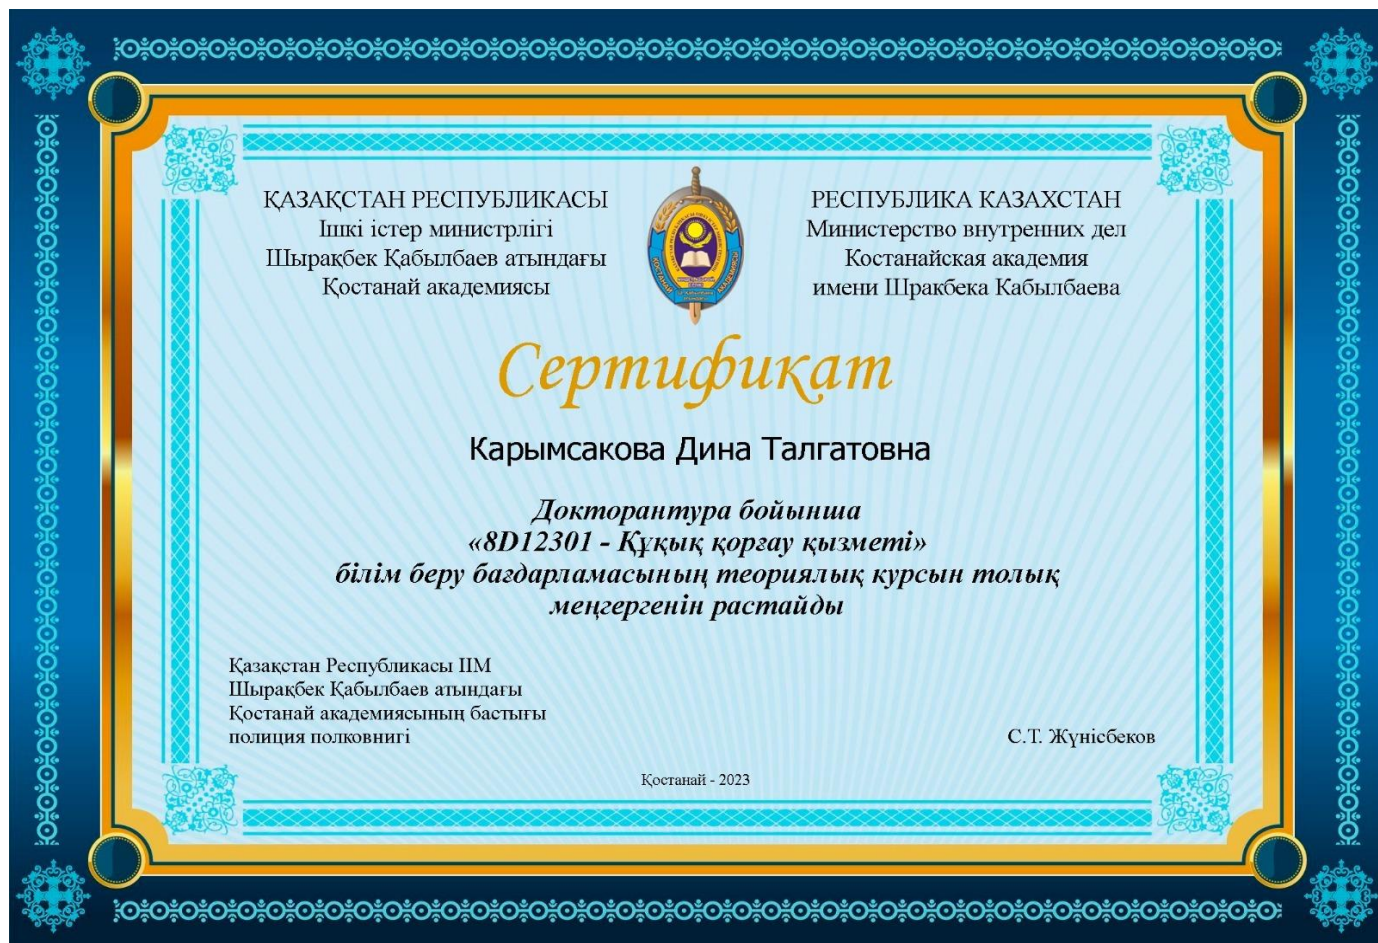 ҚАЗАҚСТАН РЕСПУБЛИКАСЫ
Ішкі істер министрлігі
Шырақбек Қабылбаев атындағы
Қостанай академиясы
РЕСПУБЛИКА КАЗАХСТАН
Министерство внутренних дел
Костанайская академия
имени Шракбека Кабылбаева
ҚОСТАНАЙ АКАДЕМИЯСЫ
Сертификат
Карымсакова Дина Талгатовна
Докторантура бойынша
«8D12301 - Құқық қорғау қызметі»
білім беру бағдарламасының теориялық курсын толық
меңгергенін растайды
Қазақстан Республикасы ІІМ
Шырақбек Қабылбаев атындағы
Қостанай академиясының бастығы
полиция полковнигі
С.Т. Жүнісбеков
Қостанай - 2023